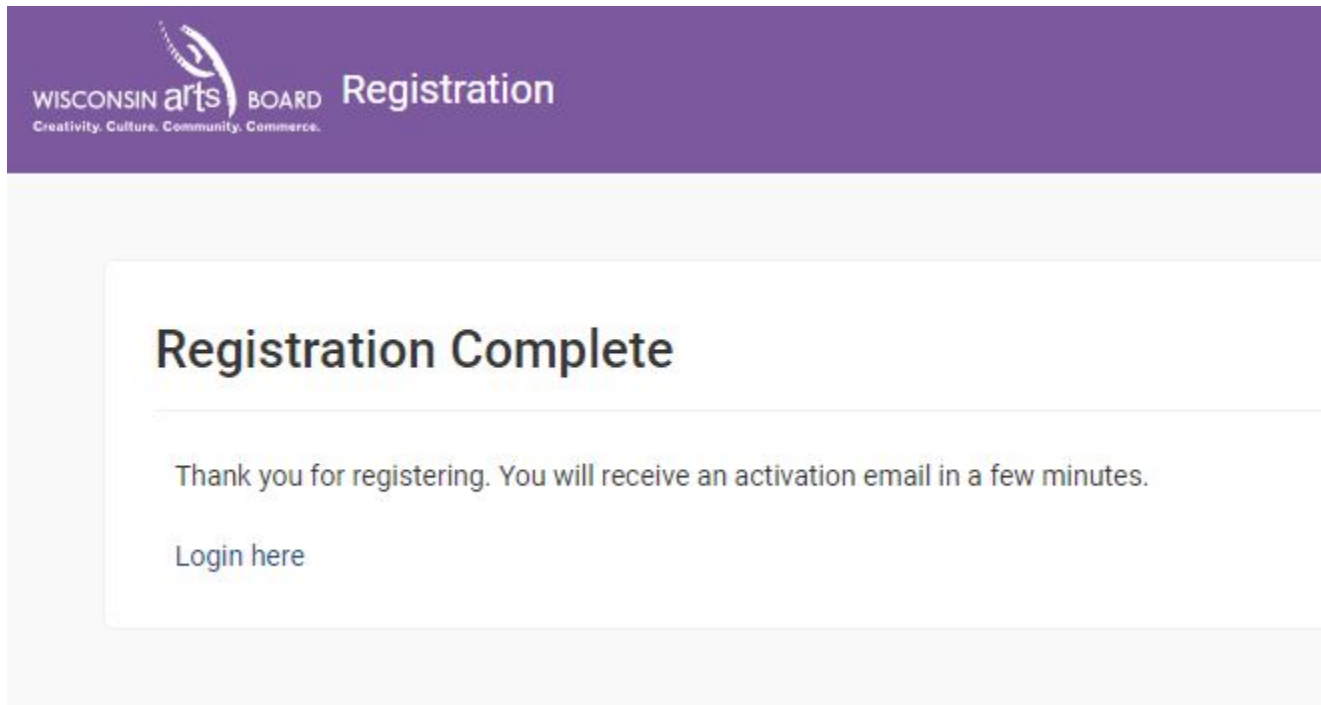 WISCONSIN arts BOARD
Creativity. Culture. Community. Commerce.
Registration
Registration Complete
Thank you for registering. You will receive an activation email in a few minutes.
Login here